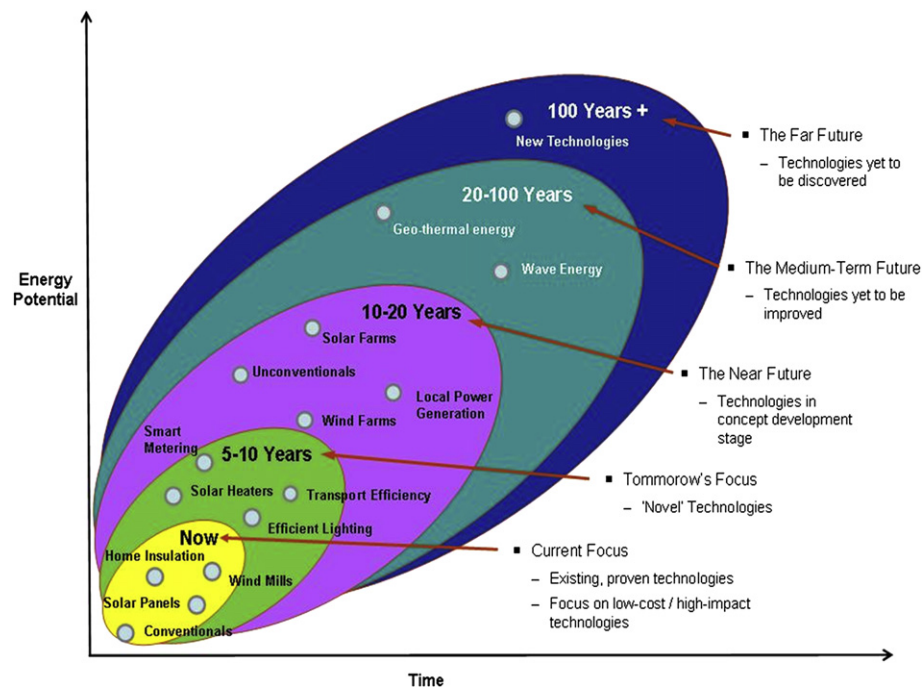 100 Years +
New Technologies
20-100 Years
Geo-thermal energy
Wave Energy
Energy
Potential
10-20 Years
Solar Farms
Unconventionals
Local Power
Generation
Wind Farms
Smart
Metering
5-10 Years
Solar Heaters
Transport Efficiency
Efficient Lighting
Now
Home Insulation
Wind Mills
Solar Panels
Conventionals
Time
▪ The Far Future
– Technologies yet to
be discovered
▪ The Medium-Term Future
– Technologies yet to be
improved
▪ The Near Future
– Technologies in
concept development
stage
▪ Tommorow's Focus
– 'Novel' Technologies
▪ Current Focus
– Existing, proven technologies
– Focus on low-cost / high-impact
technologies